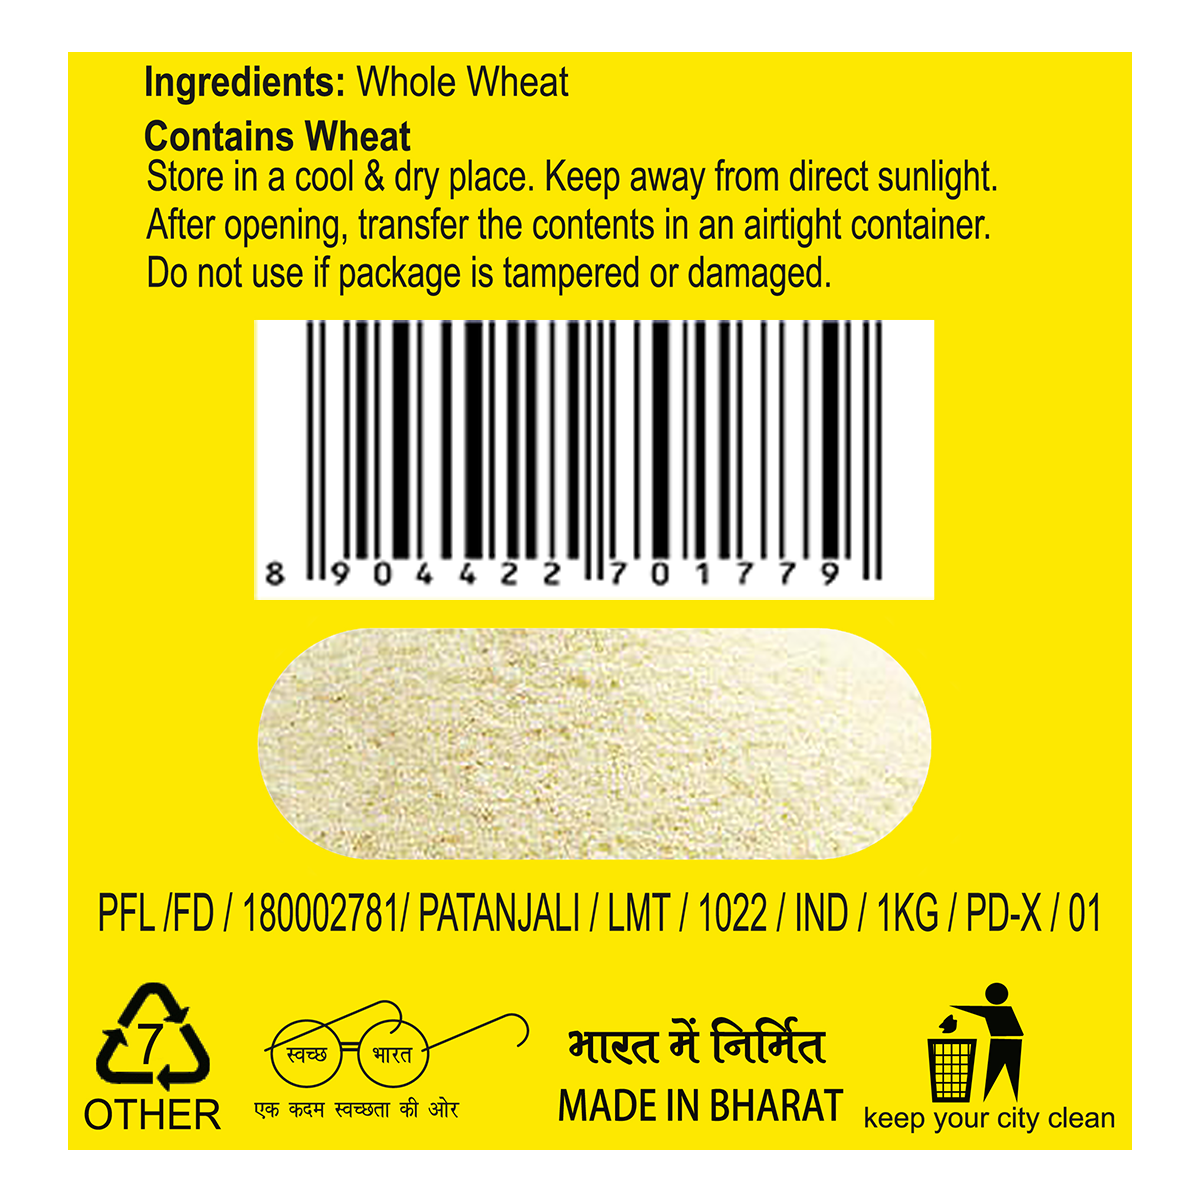 Ingredients: Whole Wheat
Contains Wheat
Store in a cool & dry place. Keep away from direct sunlight.
After opening, transfer the contents in an airtight container.
Do not use if package is tampered or damaged.
8 904422 701779
PFL /FD / 180002781/ PATANJALI / LMT / 1022 / IND / 1KG / PD-X / 01
7
OTHER
स्वच्छ भारत
एक कदम स्वच्छता की ओर
भारत में निर्मित
MADE IN BHARAT
keep your city clean